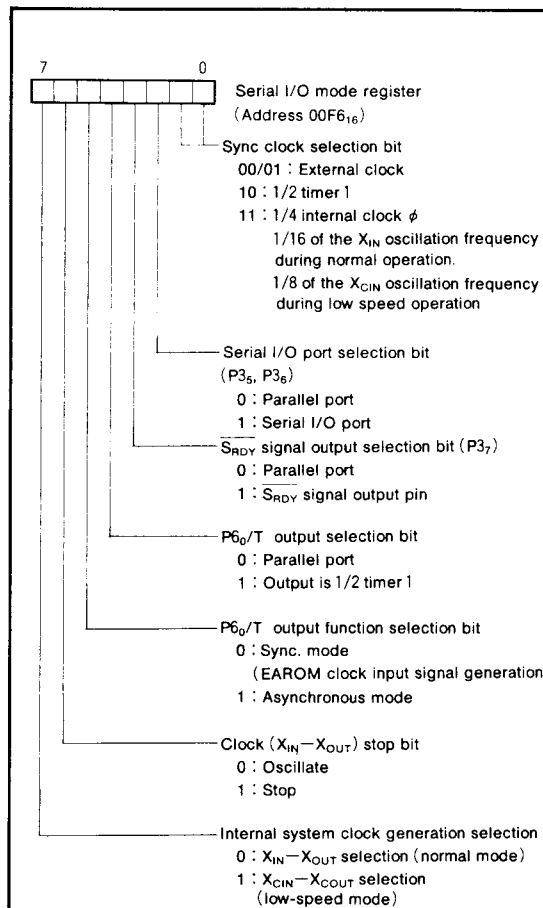 7 0
Serial I/O mode register
(Address 00F6₁₆)
Sync clock selection bit
00/01 : External clock
10 : 1/2 timer 1
11 : 1/4 internal clock ϕ
1/16 of the X_IN oscillation frequency
during normal operation.
1/8 of the X_CIN oscillation frequency
during low speed operation
Serial I/O port selection bit
(P3₅, P3₆)
0 : Parallel port
1 : Serial I/O port
S̅_R̅D̅Y̅ signal output selection bit (P3₇)
0 : Parallel port
1 : S̅_R̅D̅Y̅ signal output pin
P6₀/T output selection bit
0 : Parallel port
1 : Output is 1/2 timer 1
P6₀/T output function selection bit
0 : Sync. mode
(EAROM clock input signal generation
1 : Asynchronous mode
Clock (X_IN−X_OUT) stop bit
0 : Oscillate
1 : Stop
Internal system clock generation selection
0 : X_IN−X_OUT selection (normal mode)
1 : X_CIN−X_COUT selection
(low-speed mode)